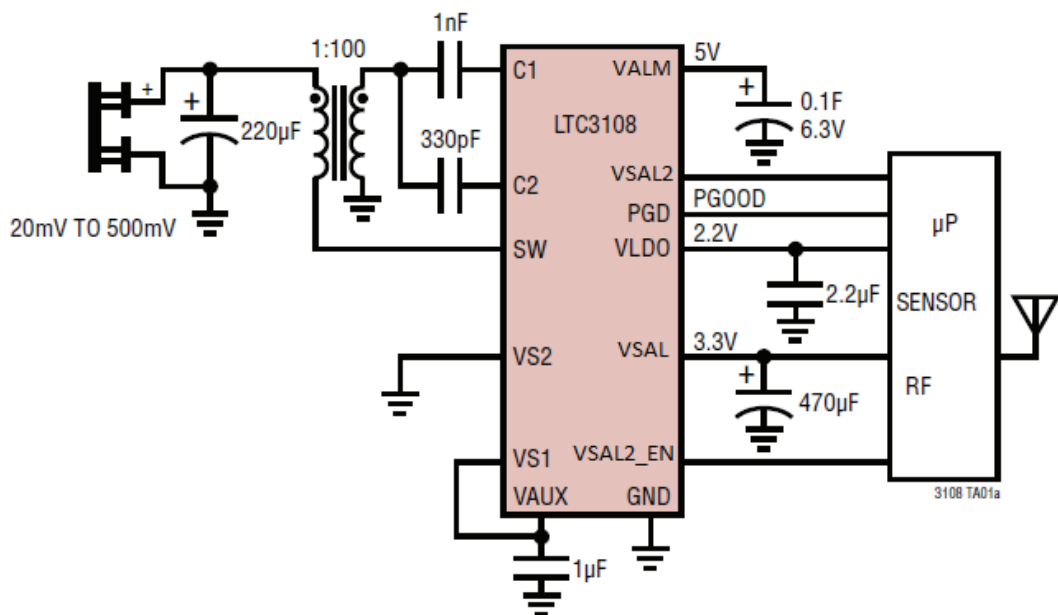 1nF
1:100
C1
VALM
5V
+
+
220µF
330pF
LTC3108
+
0.1F
6.3V
C2
VSAL2
PGD
PGOOD
µP
20mV TO 500mV
SW
VLDO
2.2V
2.2µF
SENSOR
VS2
VSAL
3.3V
+
470µF
RF
VS1
VSAL2_EN
VAUX
GND
3108 TA01a
1µF